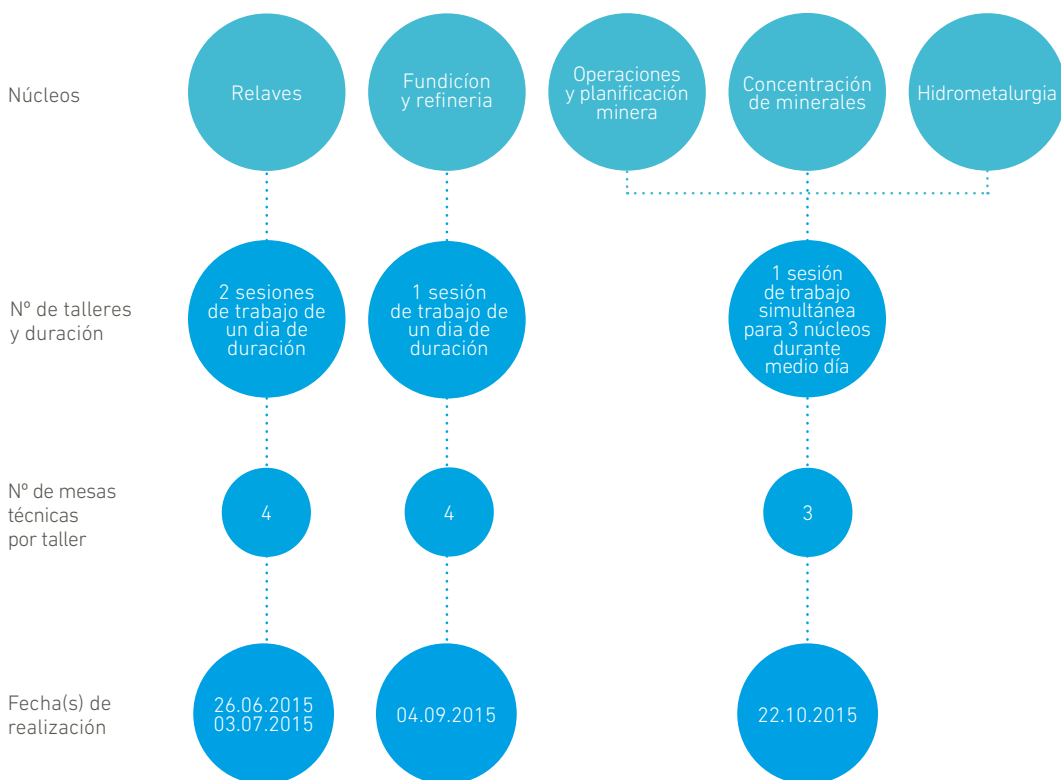 Núcleos
Relaves
Fundicíon
y refineria
Operaciones
y planificación
minera
Concentración
de minerales
Hidrometalurgia
Nº de talleres
y duración
2 sesiones
de trabajo de
un dia de
duración
1 sesión
de trabajo de
un dia de
duración
1 sesión
de trabajo
simultánea
para 3 núcleos
durante
medio día
Nº de mesas
técnicas
por taller
4
4
3
Fecha(s) de
realización
26.06.2015
03.07.2015
04.09.2015
22.10.2015